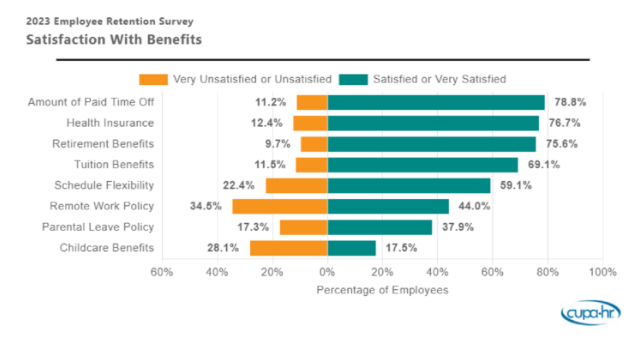 2023 Employee Retention Survey
Satisfaction With Benefits
Very Unsatisfied or Unsatisfied Satisfied or Very Satisfied
Amount of Paid Time Off 11.2% 78.8%
Health Insurance 12.4% 76.7%
Retirement Benefits 9.7% 75.6%
Tuition Benefits 11.5% 69.1%
Schedule Flexibility 22.4% 59.1%
Remote Work Policy 34.5% 44.0%
Parental Leave Policy 17.3% 37.9%
Childcare Benefits 28.1% 17.5%
60% 40% 20% 0% 20% 40% 60% 80% 100%
Percentage of Employees
cupa-hr